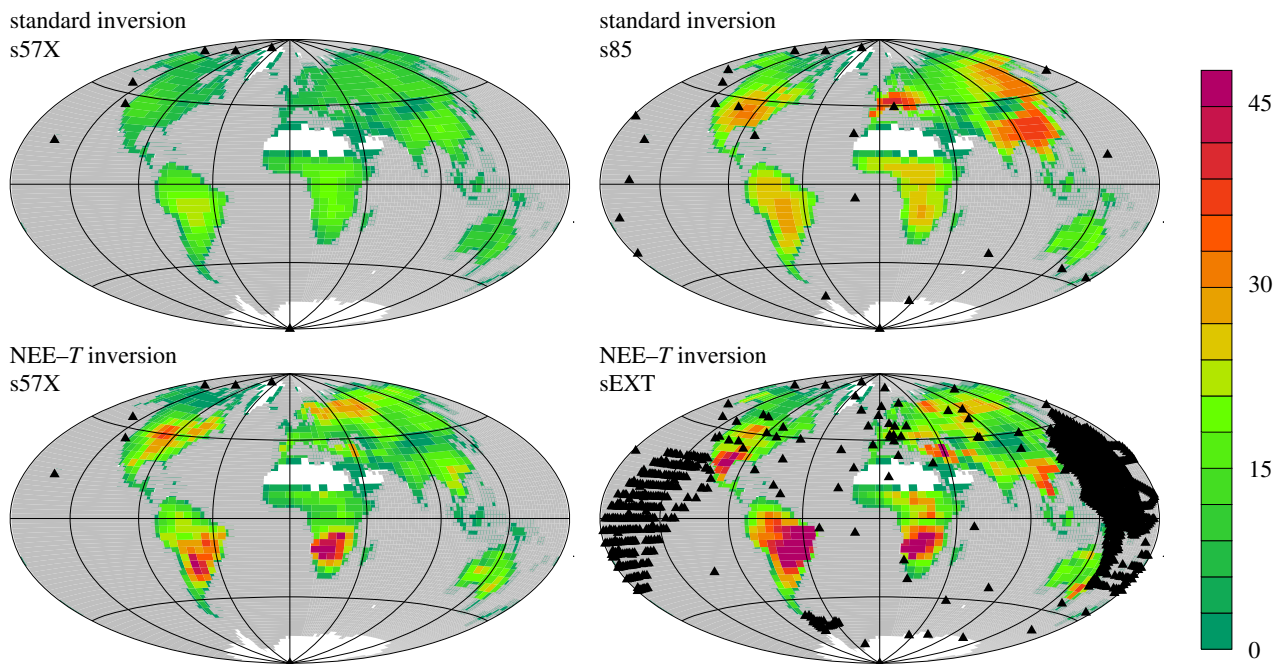 standard inversion
s57X
standard inversion
s85
NEE–T inversion
s57X
NEE–T inversion
sEXT
45
30
15
0